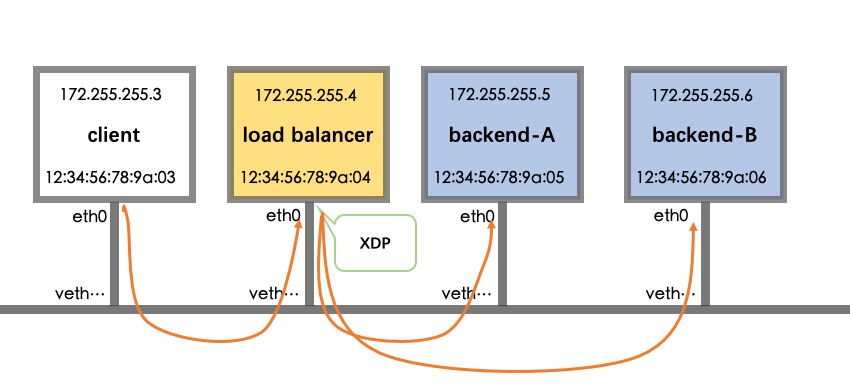 172.255.255.3
client
12:34:56:78:9a:03
172.255.255.4
load balancer
12:34:56:78:9a:04
172.255.255.5
backend-A
12:34:56:78:9a:05
172.255.255.6
backend-B
12:34:56:78:9a:06
eth0
eth0
eth0
eth0
XDP
veth…
veth…
veth…
veth…